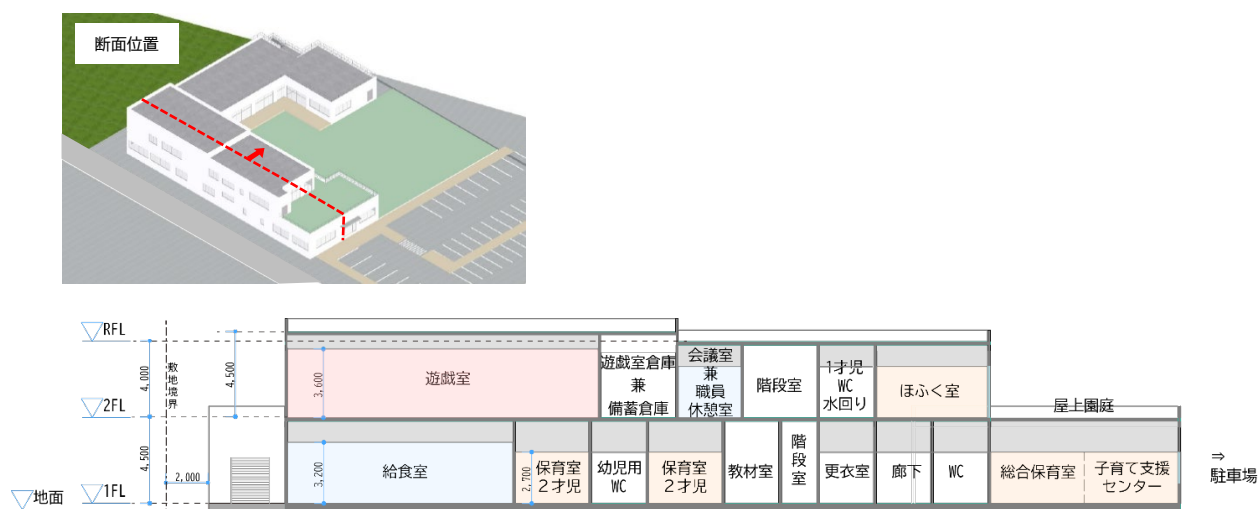 断面位置
RFL
4,000
敷地境界
4,500
3,600
遊戯室
遊戯室倉庫
兼
備蓄倉庫
会議室
兼
職員
休憩室
階段室
1才児
WC
水回り
ほふく室
2FL
屋上園庭
4,500
2,000
3,200
給食室
2,700
保育室
2才児
幼児用
WC
保育室
2才児
教材室
階段室
更衣室
廊下
WC
総合保育室
子育て支援
センター
⇒
駐車場
1FL
地面